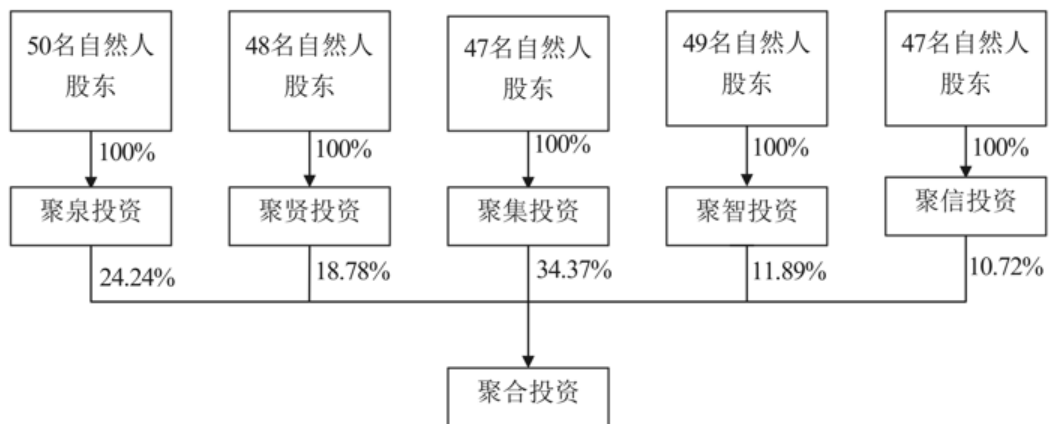 50名自然人
股东
48名自然人
股东
47名自然人
股东
49名自然人
股东
47名自然人
股东
100%
100%
100%
100%
100%
聚泉投资
聚贤投资
聚集投资
聚智投资
聚信投资
24.24%
18.78%
34.37%
11.89%
10.72%
聚合投资